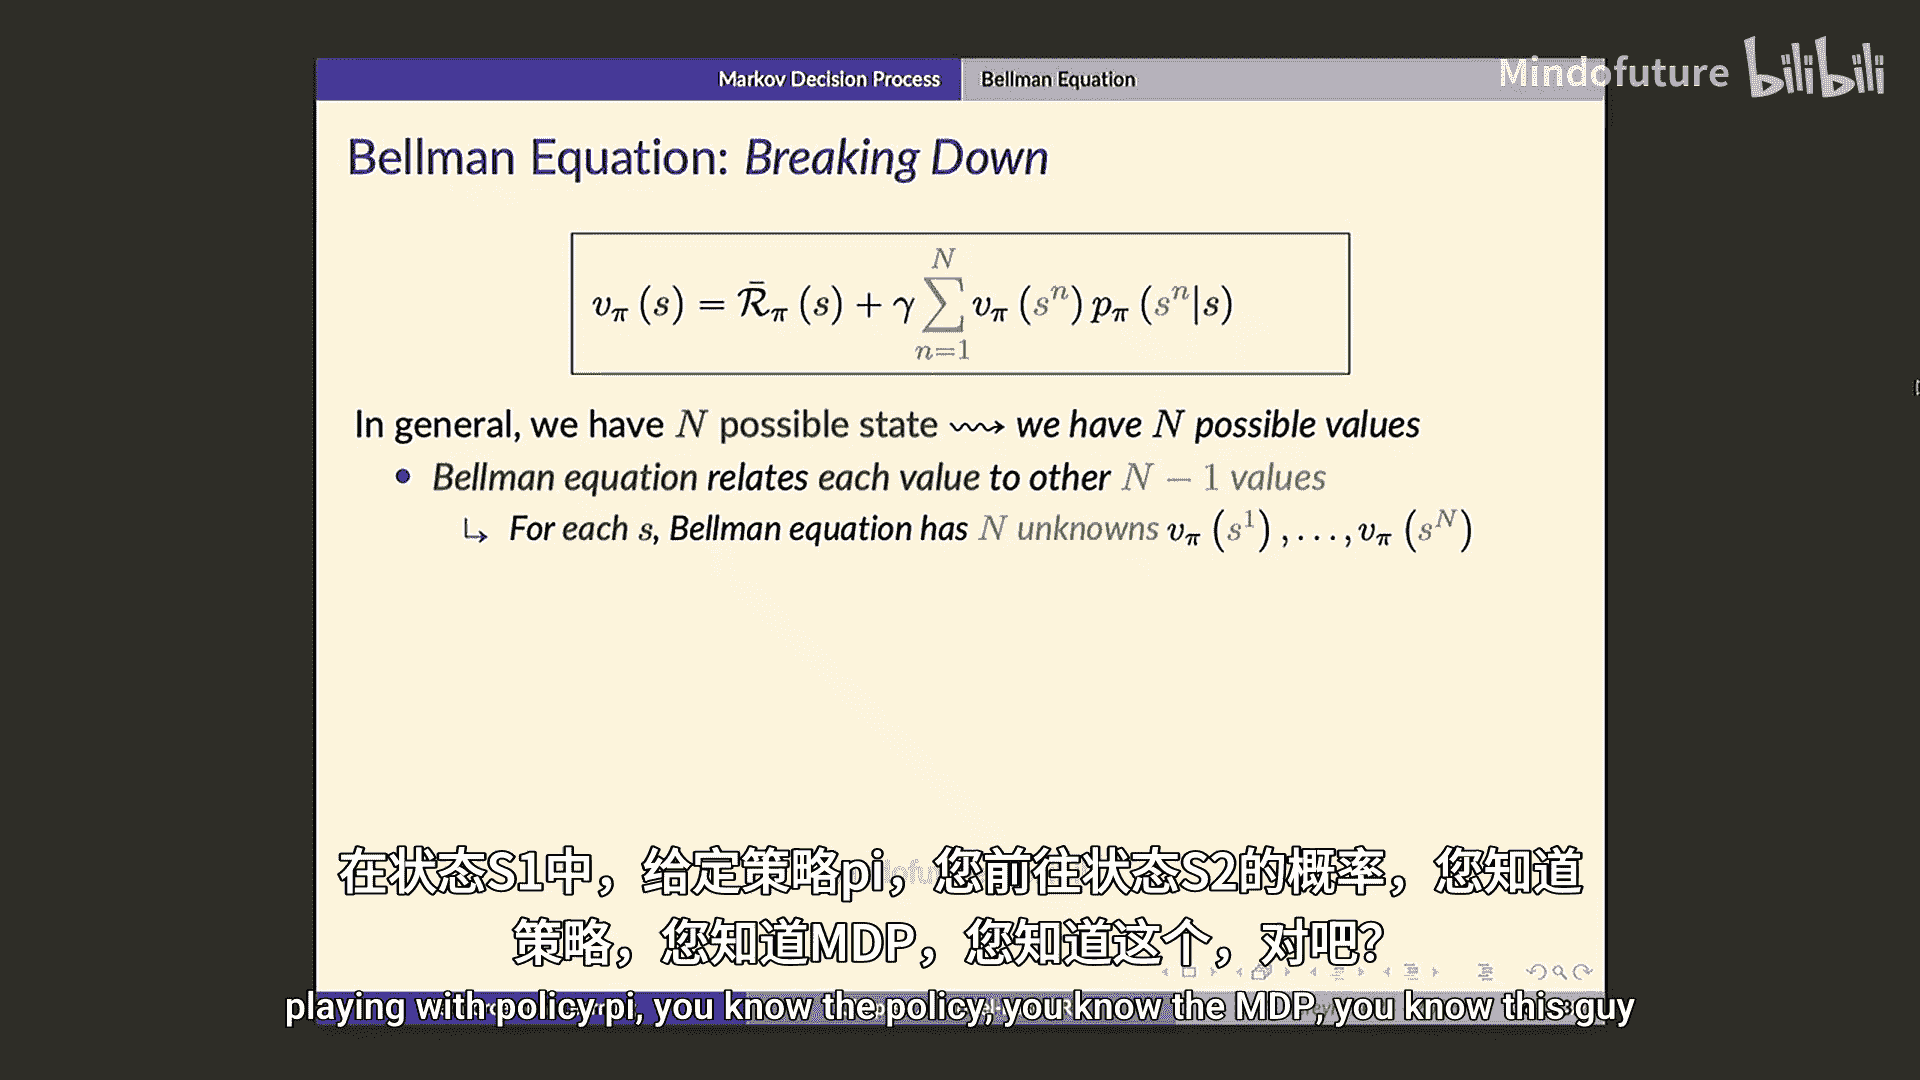 Mindofuture bilibili
Markov Decision Process Bellman Equation
Bellman Equation: Breaking Down
v_π (s) = R̄_π (s) + γ ∑_{n=1}^{N} v_π (s^n) p_π (s^n|s)
In general, we have N possible state ⇝ we have N possible values
• Bellman equation relates each value to other N − 1 values
↳ For each s, Bellman equation has N unknowns v_π (s^1) , . . . , v_π (s^N)
在状态S1中，给定策略pi，您前往状态S2的概率，您知道
策略，您知道MDP，您知道这个，对吧？
playing with policy pi, you know the policy, you know the MDP, you know this guy